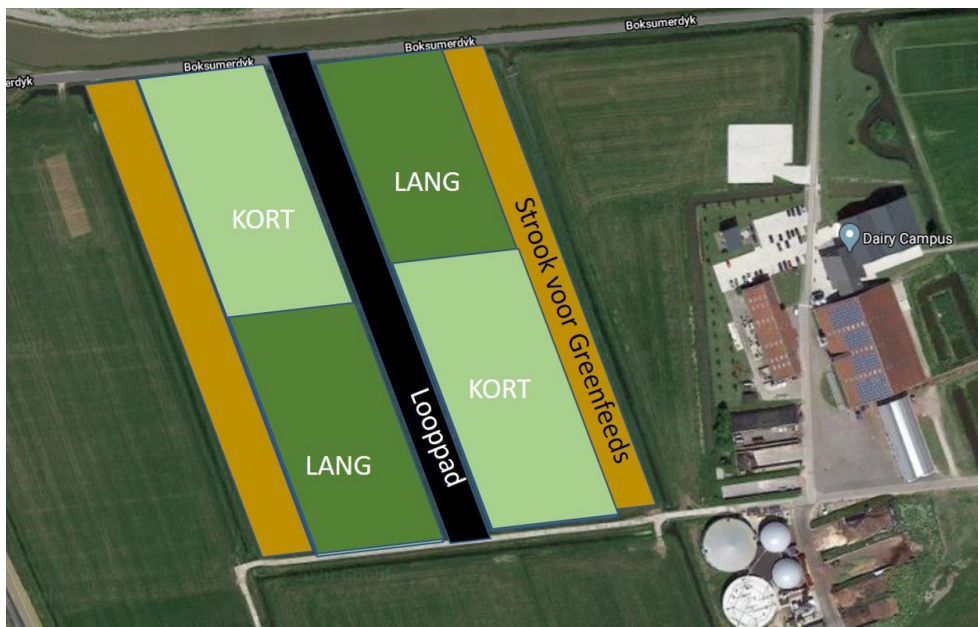 Boksumerdyk
Boksumerdyk
Boksumerdyk
erdyk
KORT
LANG
Strook voor Greenfeeds
Dairy Campus
KORT
Looppad
LANG